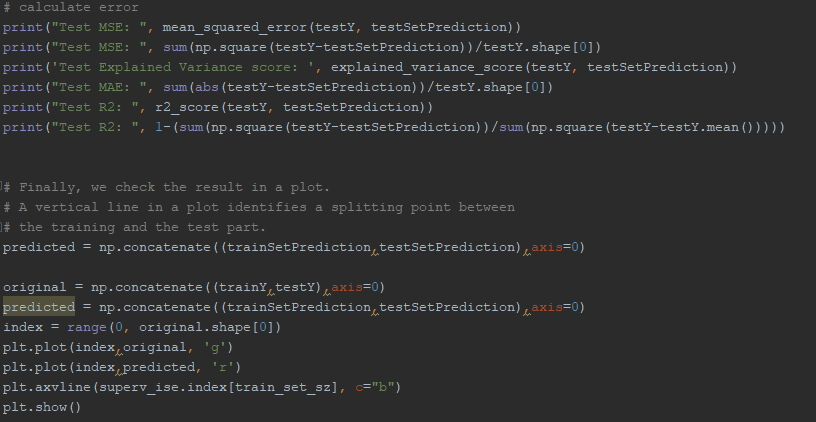 # calculate error
print("Test MSE: ", mean_squared_error(testY, testSetPrediction))
print("Test MSE: ", sum(np.square(testY-testSetPrediction))/testY.shape[0])
print('Test Explained Variance score: ', explained_variance_score(testY, testSetPrediction))
print("Test MAE: ", sum(abs(testY-testSetPrediction))/testY.shape[0])
print("Test R2: ", r2_score(testY, testSetPrediction))
print("Test R2: ", 1-(sum(np.square(testY-testSetPrediction))/sum(np.square(testY-testY.mean()))))
# Finally, we check the result in a plot.
# A vertical line in a plot identifies a splitting point between
# the training and the test part.
predicted = np.concatenate((trainSetPrediction,testSetPrediction),axis=0)
original = np.concatenate((trainY,testY),axis=0)
predicted = np.concatenate((trainSetPrediction,testSetPrediction),axis=0)
index = range(0, original.shape[0])
plt.plot(index,original, 'g')
plt.plot(index,predicted, 'r')
plt.axvline(superv_ise.index[train_set_sz], c="b")
plt.show()